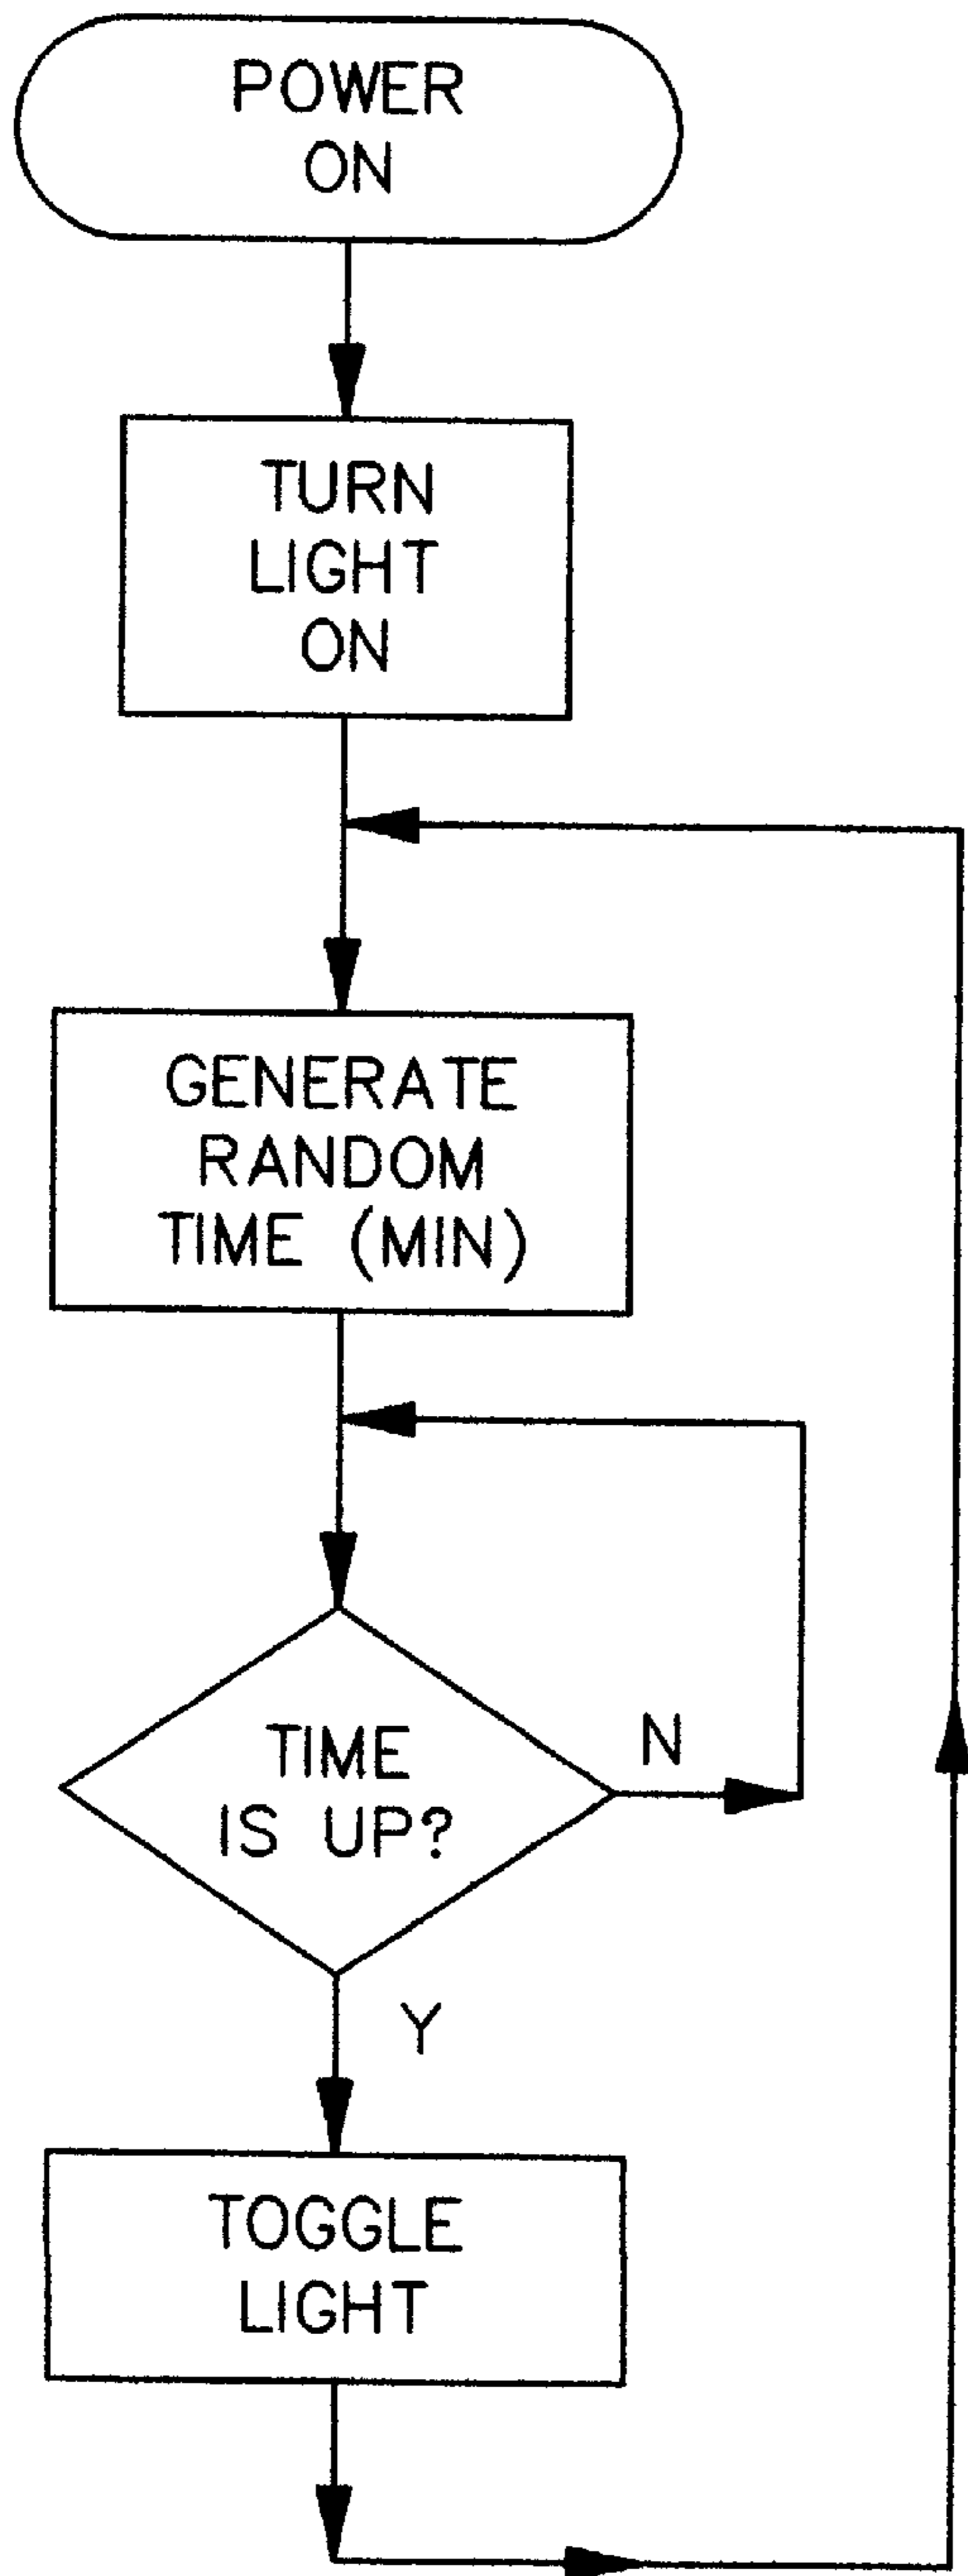 POWER
ON
TURN
LIGHT
ON
GENERATE
RANDOM
TIME (MIN)
TIME
IS UP?
N
Y
TOGGLE
LIGHT